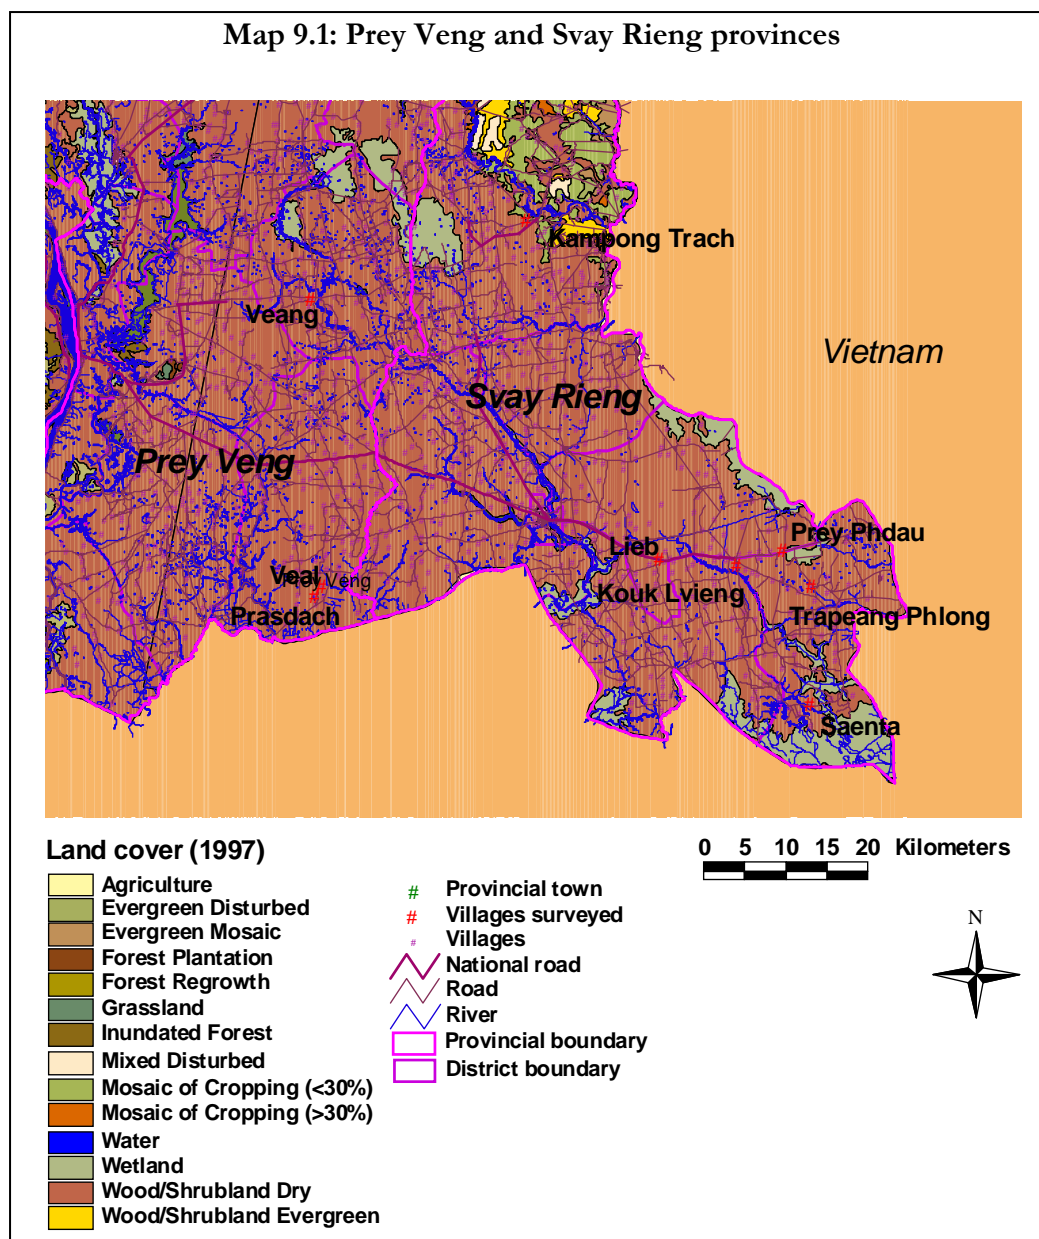 Map 9.1: Prey Veng and Svay Rieng provinces
Kampong Trach
Veang
Vietnam
Svay Rieng
Prey Veng
Prey Phdau
Lieb
Veal
Prey Veng
Kouk Lvieng
Prasdach
Trapeang Phlong
Saenta
Land cover (1997)
Agriculture
Evergreen Disturbed
Evergreen Mosaic
Forest Plantation
Forest Regrowth
Grassland
Inundated Forest
Mixed Disturbed
Mosaic of Cropping (<30%)
Mosaic of Cropping (>30%)
Water
Wetland
Wood/Shrubland Dry
Wood/Shrubland Evergreen
# Provincial town
# Villages surveyed
# Villages
National road
Road
River
Provincial boundary
District boundary
0 5 10 15 20 Kilometers
N